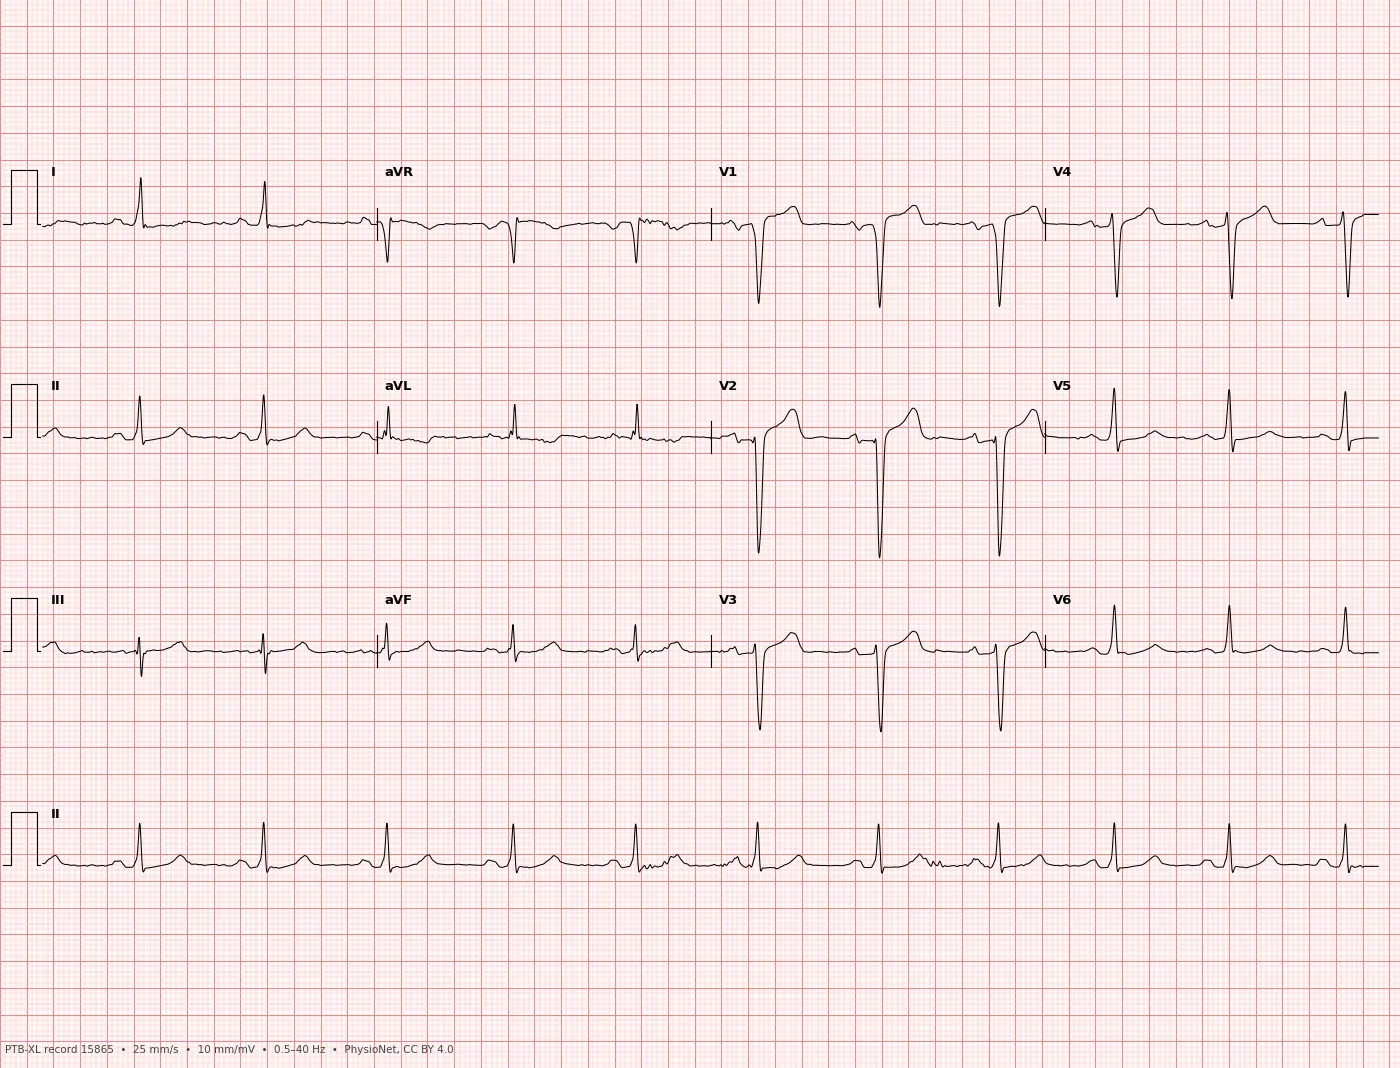 I aVR V1 V4
II aVL V2 V5
III aVF V3 V6
II
PTB-XL record 15865 • 25 mm/s • 10 mm/mV • 0.5–40 Hz • PhysioNet, CC BY 4.0